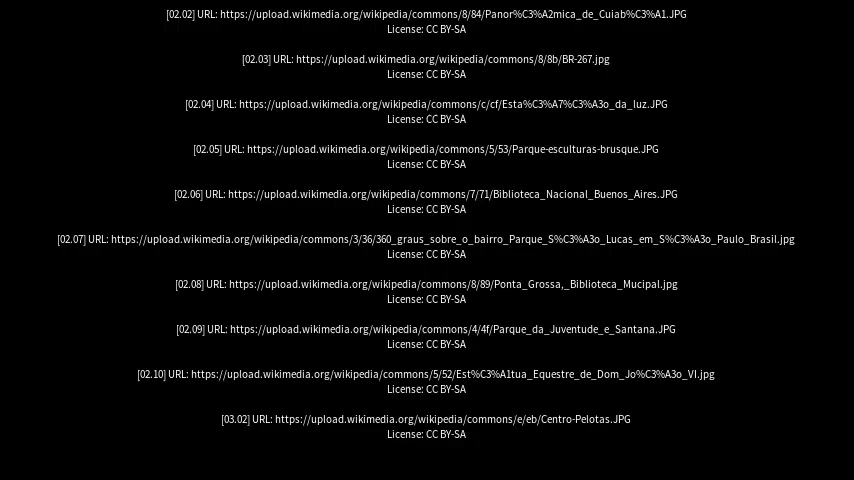 [02.02] URL: https://upload.wikimedia.org/wikipedia/commons/8/84/Panor%C3%A2mica_de_Cuiab%C3%A1.JPG
License: CC BY-SA
[02.03] URL: https://upload.wikimedia.org/wikipedia/commons/8/8b/BR-267.jpg
License: CC BY-SA
[02.04] URL: https://upload.wikimedia.org/wikipedia/commons/c/cf/Esta%C3%A7%C3%A3o_da_luz.JPG
License: CC BY-SA
[02.05] URL: https://upload.wikimedia.org/wikipedia/commons/5/53/Parque-esculturas-brusque.JPG
License: CC BY-SA
[02.06] URL: https://upload.wikimedia.org/wikipedia/commons/7/71/Biblioteca_Nacional_Buenos_Aires.JPG
License: CC BY-SA
[02.07] URL: https://upload.wikimedia.org/wikipedia/commons/3/36/360_graus_sobre_o_bairro_Parque_S%C3%A3o_Lucas_em_S%C3%A3o_Paulo_Brasil.jpg
License: CC BY-SA
[02.08] URL: https://upload.wikimedia.org/wikipedia/commons/8/89/Ponta_Grossa,_Biblioteca_Mucipal.jpg
License: CC BY-SA
[02.09] URL: https://upload.wikimedia.org/wikipedia/commons/4/4f/Parque_da_Juventude_e_Santana.JPG
License: CC BY-SA
[02.10] URL: https://upload.wikimedia.org/wikipedia/commons/5/52/Est%C3%A1tua_Equestre_de_Dom_Jo%C3%A3o_VI.jpg
License: CC BY-SA
[03.02] URL: https://upload.wikimedia.org/wikipedia/commons/e/eb/Centro-Pelotas.JPG
License: CC BY-SA